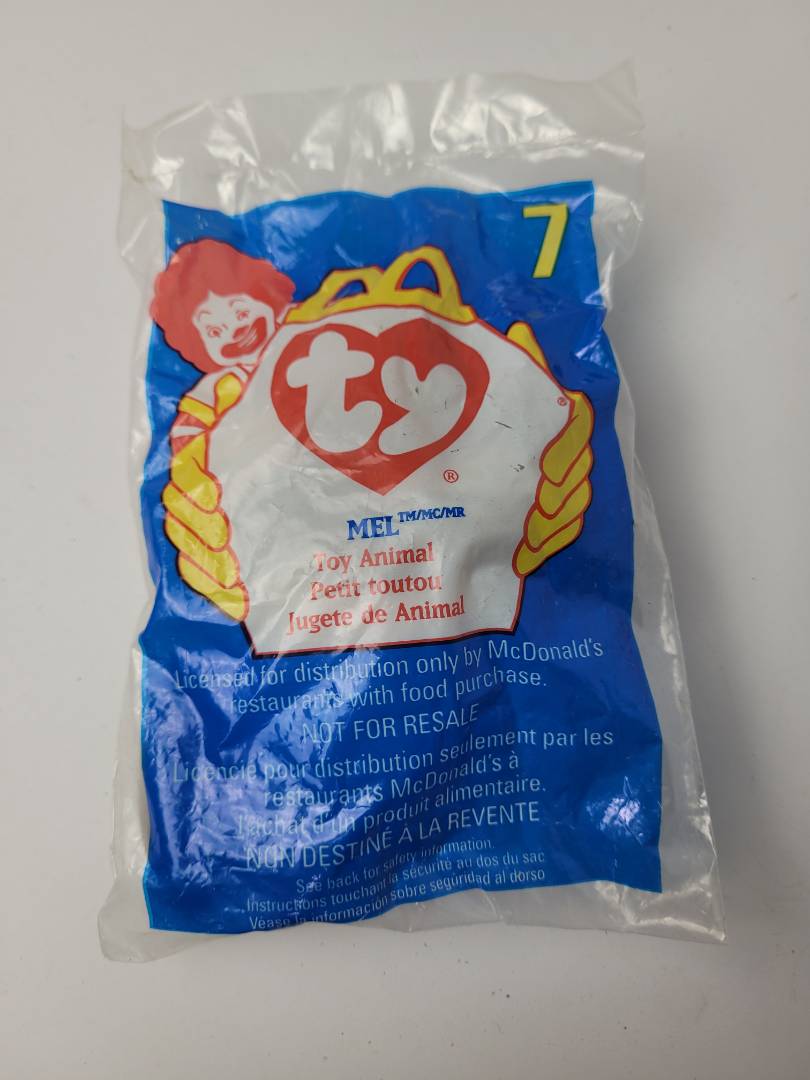 7
ty
®
®
MEL TM/MC/MR
Toy Animal
Petit toutou
Jugete de Animal
Licensed for distribution only by McDonald's
restaurants with food purchase.
NOT FOR RESALE
Licencié pour distribution seulement par les
restaurants McDonald's à
l'achat d'un produit alimentaire.
NON DESTINÉ À LA REVENTE
See back for safety information.
Instructions touchant la sécurité au dos du sac
Véase la información sobre segúridad al dorso